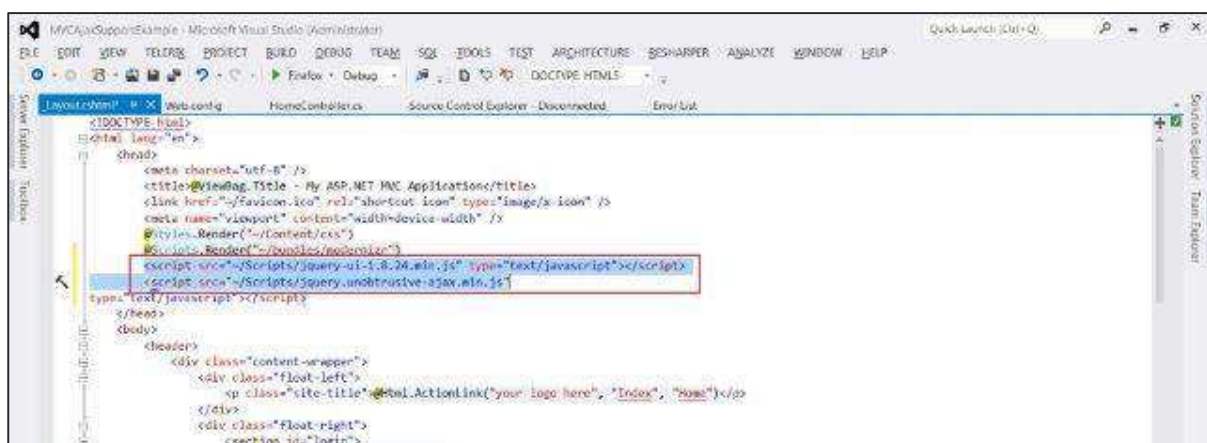 MVCAjaxSupportExample - Microsoft Visual Studio (Administrator)
Quick Launch (Ctrl+Q)
FILE EDIT VIEW TELERIK PROJECT BUILD DEBUG TEAM SQL TOOLS TEST ARCHITECTURE RESHARPER ANALYZE WINDOW HELP
Firefox Debug DOCTYPE: HTML5
_Layout.cshtml* Web.config HomeController.cs Source Control Explorer - Disconnected Error List
Server Explorer
Toolbox
Solution Explorer
Team Explorer
<!DOCTYPE html>
<html lang="en">
<head>
<meta charset="utf-8" />
<title>@ViewBag.Title - My ASP.NET MVC Application</title>
<link href="~/favicon.ico" rel="shortcut icon" type="image/x-icon" />
<meta name="viewport" content="width=device-width" />
@Styles.Render("~/Content/css")
@Scripts.Render("~/bundles/modernizr")
<script src="~/Scripts/jquery-ui-1.8.24.min.js" type="text/javascript"></script>
<script src="~/Scripts/jquery.unobtrusive-ajax.min.js"
type="text/javascript"></script>
</head>
<body>
<header>
<div class="content-wrapper">
<div class="float-left">
<p class="site-title">@Html.ActionLink("your logo here", "Index", "Home")</p>
</div>
<div class="float-right">
<section id="login">